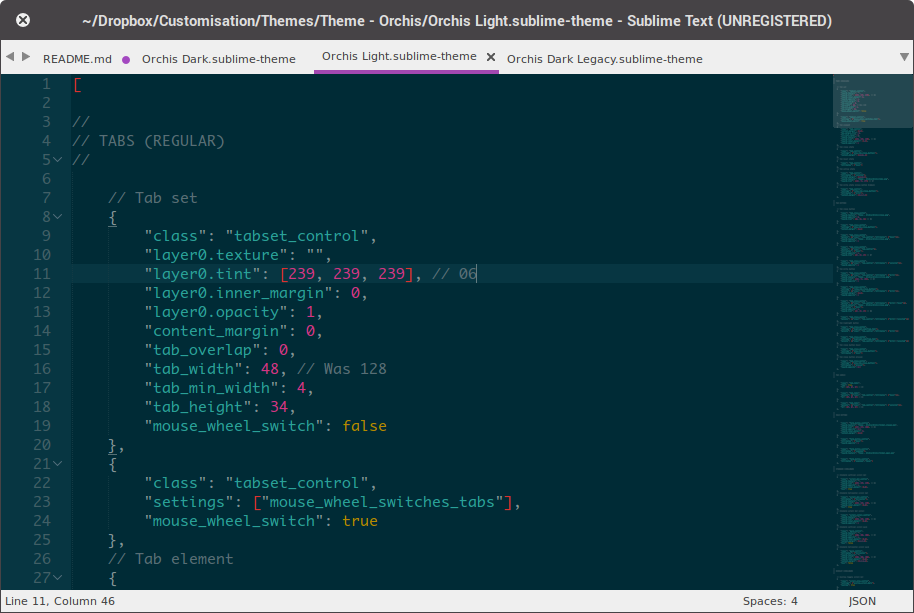 ~/Dropbox/Customisation/Themes/Theme - Orchis/Orchis Light.sublime-theme - Sublime Text (UNREGISTERED)
README.md Orchis Dark.sublime-theme Orchis Light.sublime-theme Orchis Dark Legacy.sublime-theme
1 [
2
3 //
4 // TABS (REGULAR)
5 //
6
7 // Tab set
8 {
9 "class": "tabset_control",
10 "layer0.texture": "",
11 "layer0.tint": [239, 239, 239], // 06
12 "layer0.inner_margin": 0,
13 "layer0.opacity": 1,
14 "content_margin": 0,
15 "tab_overlap": 0,
16 "tab_width": 48, // Was 128
17 "tab_min_width": 4,
18 "tab_height": 34,
19 "mouse_wheel_switch": false
20 },
21 {
22 "class": "tabset_control",
23 "settings": ["mouse_wheel_switches_tabs"],
24 "mouse_wheel_switch": true
25 },
26 // Tab element
27 {
Line 11, Column 46 Spaces: 4 JSON